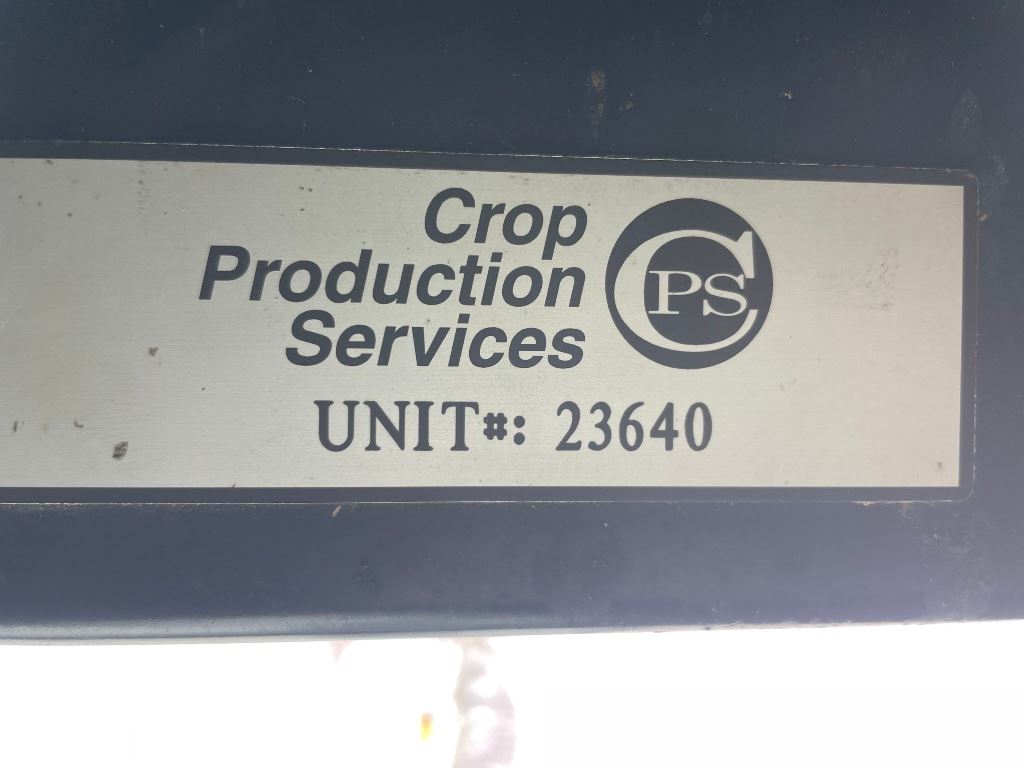 Crop
Production
Services
CPS
UNIT#: 23640